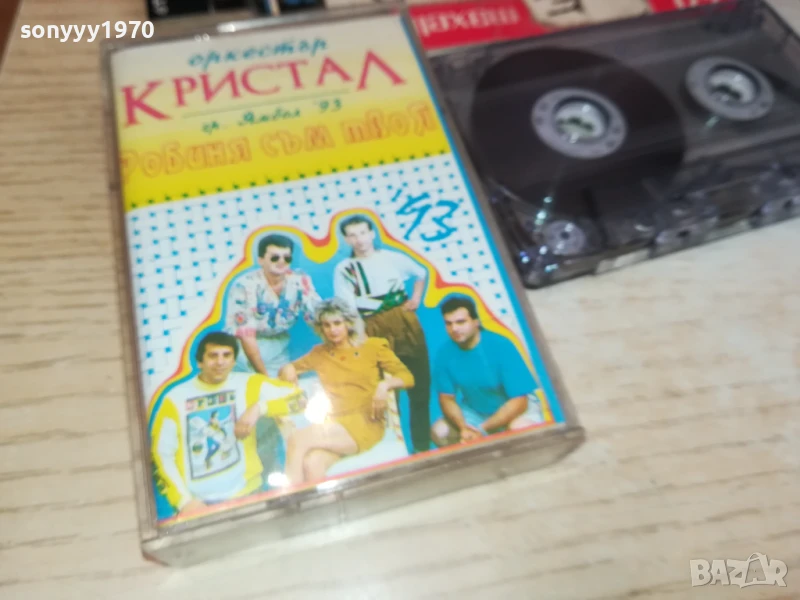 sonyyy1970
оркестър
КРИСТАЛ
гр. Ямбол '93
РОБИНЯ СЪМ ТВОЯ
'93
BAZAR